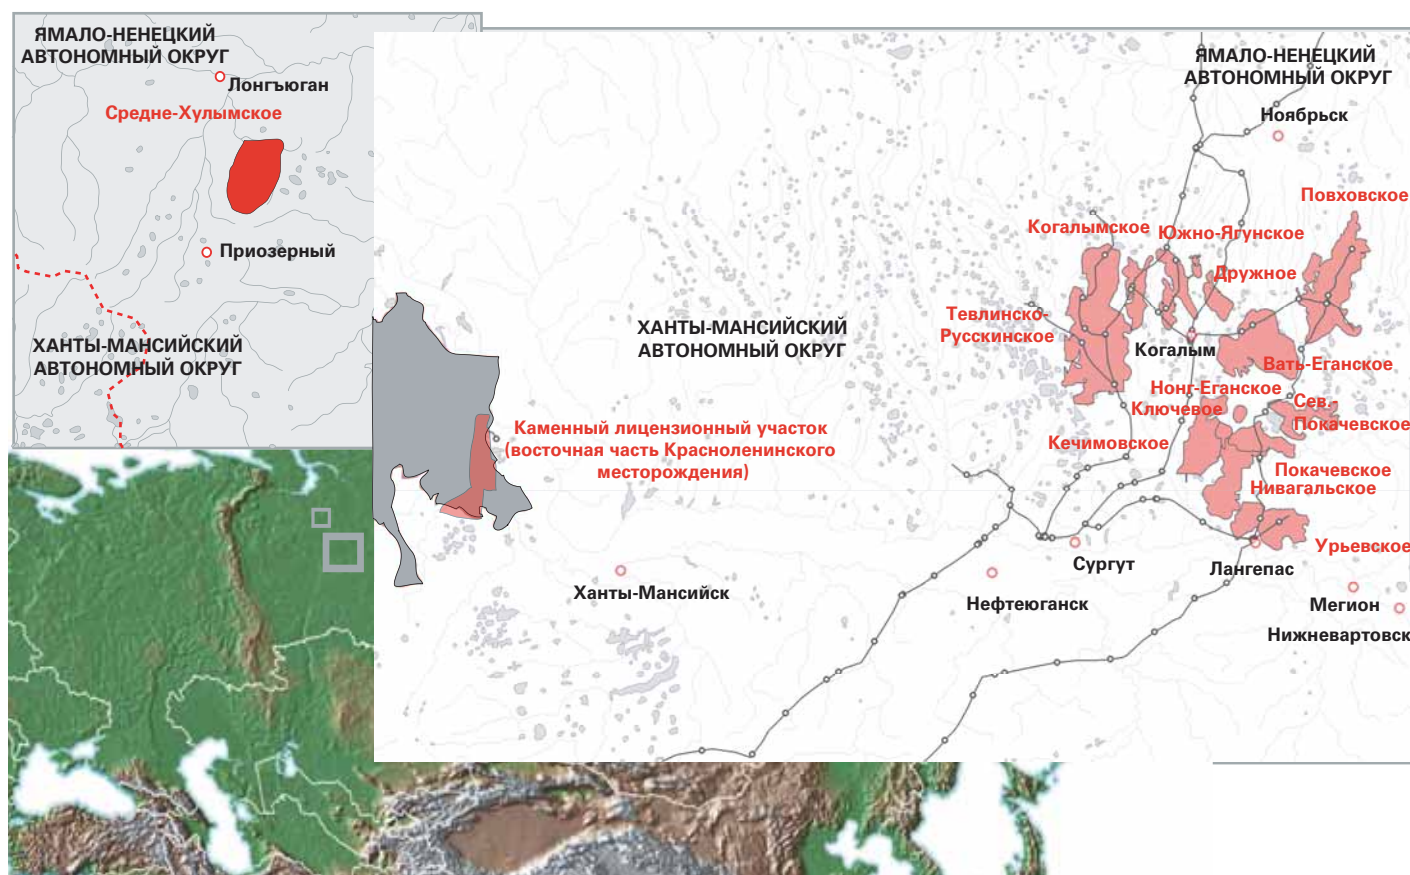 ЯМАЛО-НЕНЕЦКИЙ
АВТОНОМНЫЙ ОКРУГ
Лонгъюган
Средне-Хулымское
Приозерный
ХАНТЫ-МАНСИЙСКИЙ
АВТОНОМНЫЙ ОКРУГ
ЯМАЛО-НЕНЕЦКИЙ
АВТОНОМНЫЙ ОКРУГ
Ноябрьск
Повховское
Когалымское
Южно-Ягунское
Дружное
Тевлинско-
Русскинское
ХАНТЫ-МАНСИЙСКИЙ
АВТОНОМНЫЙ ОКРУГ
Когалым
Вать-Еганское
Нонг-Еганское
Ключевое
Сев.-
Покачевское
Кечимовское
Каменный лицензионный участок
(восточная часть Красноленинского
месторождения)
Покачевское
Нивагальское
Урьевское
Сургут
Лангепас
Ханты-Мансийск
Нефтеюганск
Мегион
Нижневартовск